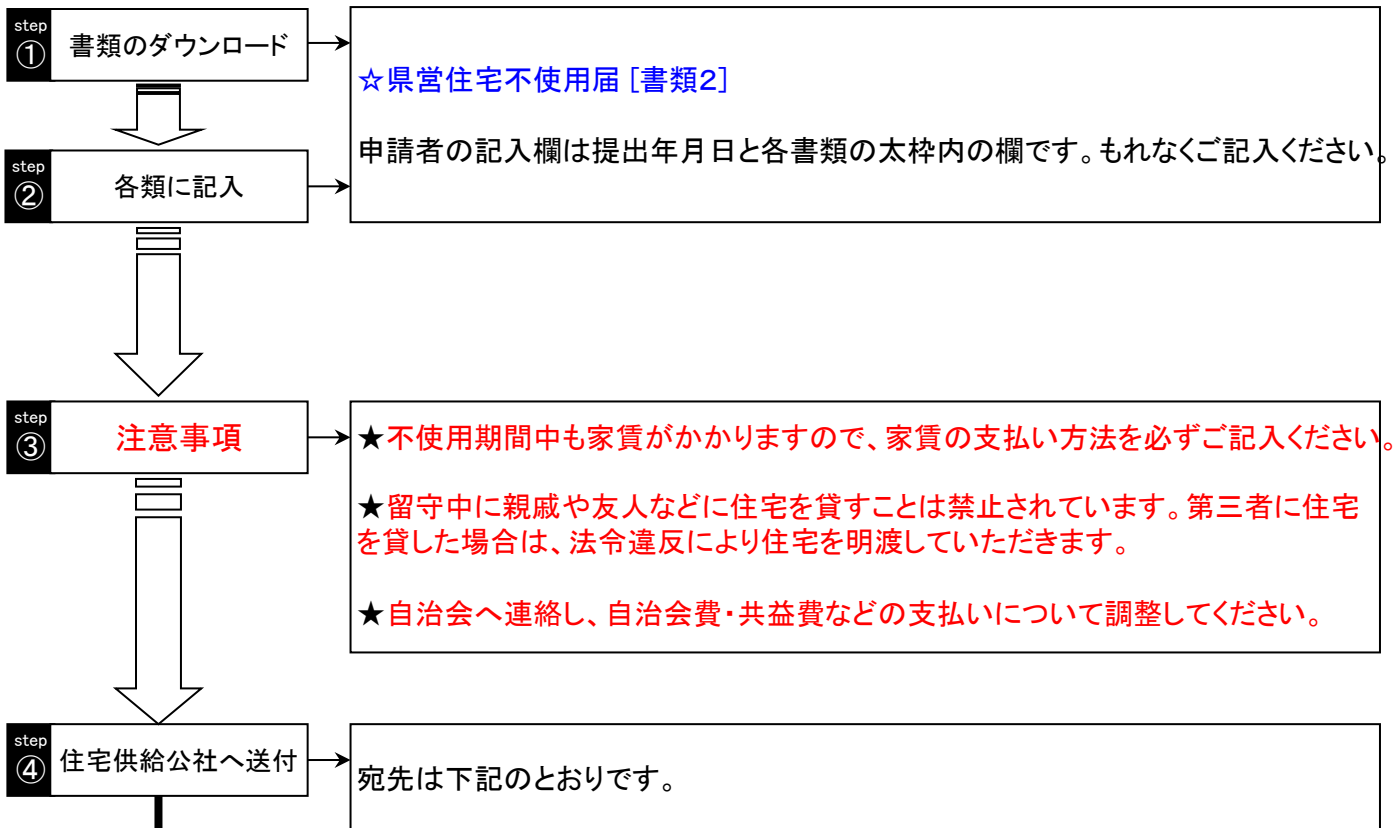 step
①
書類のダウンロード
☆県営住宅不使用届 [書類2]
申請者の記入欄は提出年月日と各書類の太枠内の欄です。もれなくご記入ください。
step
②
各類に記入
step
③
注意事項
★不使用期間中も家賃がかかりますので、家賃の支払い方法を必ずご記入ください。
★留守中に親戚や友人などに住宅を貸すことは禁止されています。第三者に住宅
を貸した場合は、法令違反により住宅を明渡していただきます。
★自治会へ連絡し、自治会費・共益費などの支払いについて調整してください。
step
④
住宅供給公社へ送付
宛先は下記のとおりです。